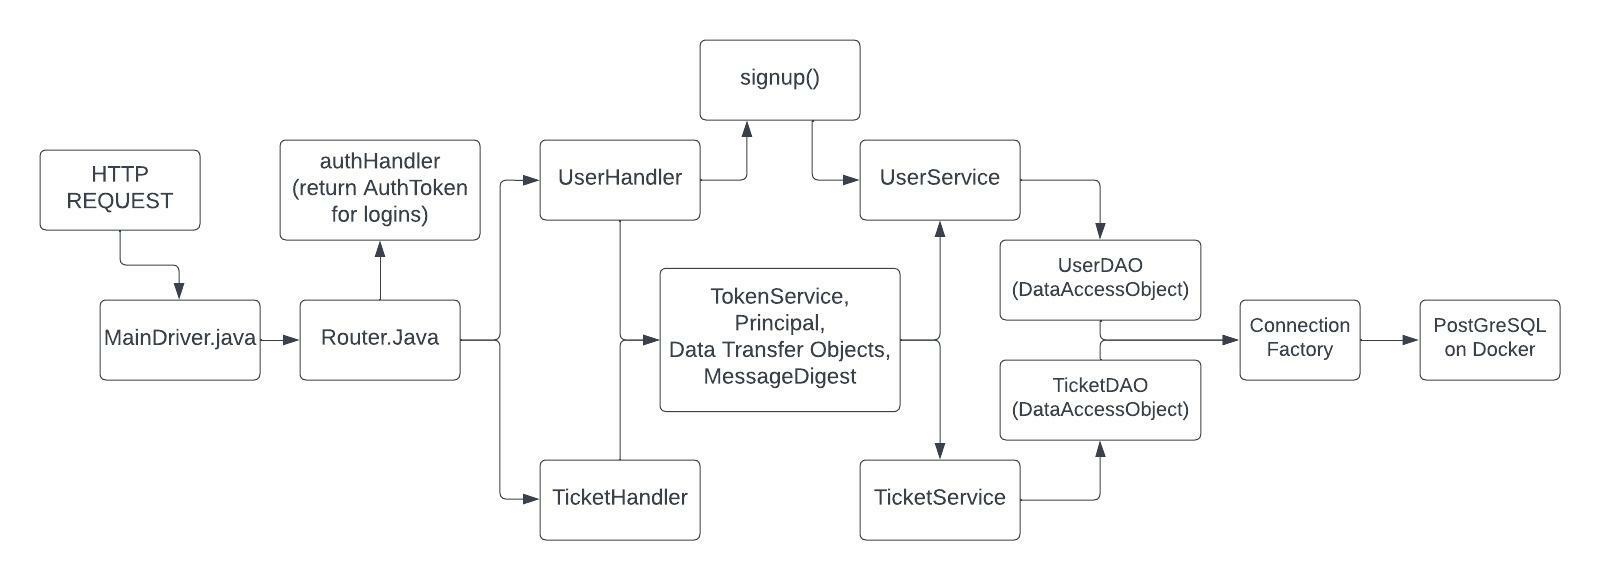 signup()
HTTP
REQUEST
authHandler
(return AuthToken
for logins)
UserHandler
UserService
MainDriver.java
Router.Java
TokenService,
Principal,
Data Transfer Objects,
MessageDigest
UserDAO
(DataAccessObject)
Connection
Factory
PostGreSQL
on Docker
TicketDAO
(DataAccessObject)
TicketHandler
TicketService